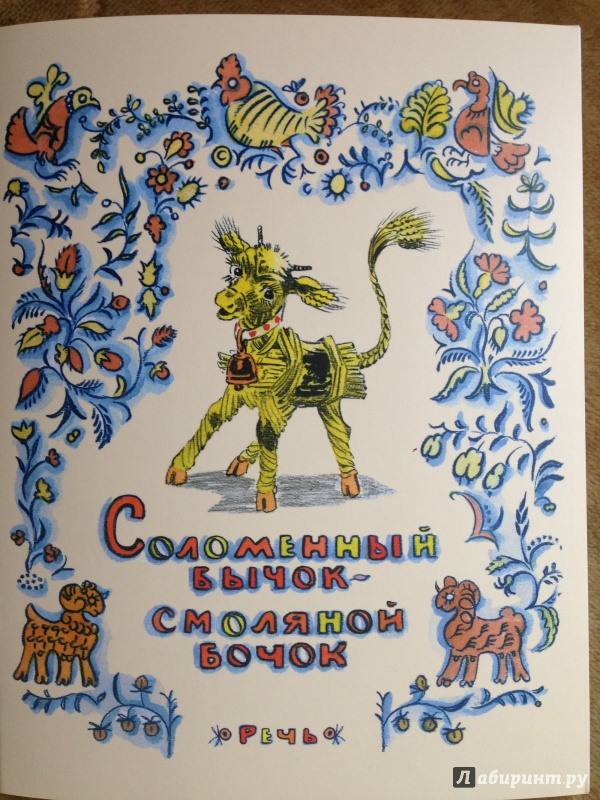 Соломенный
бычок-
смоляной
бочок
Речь
Лабиринт.ру